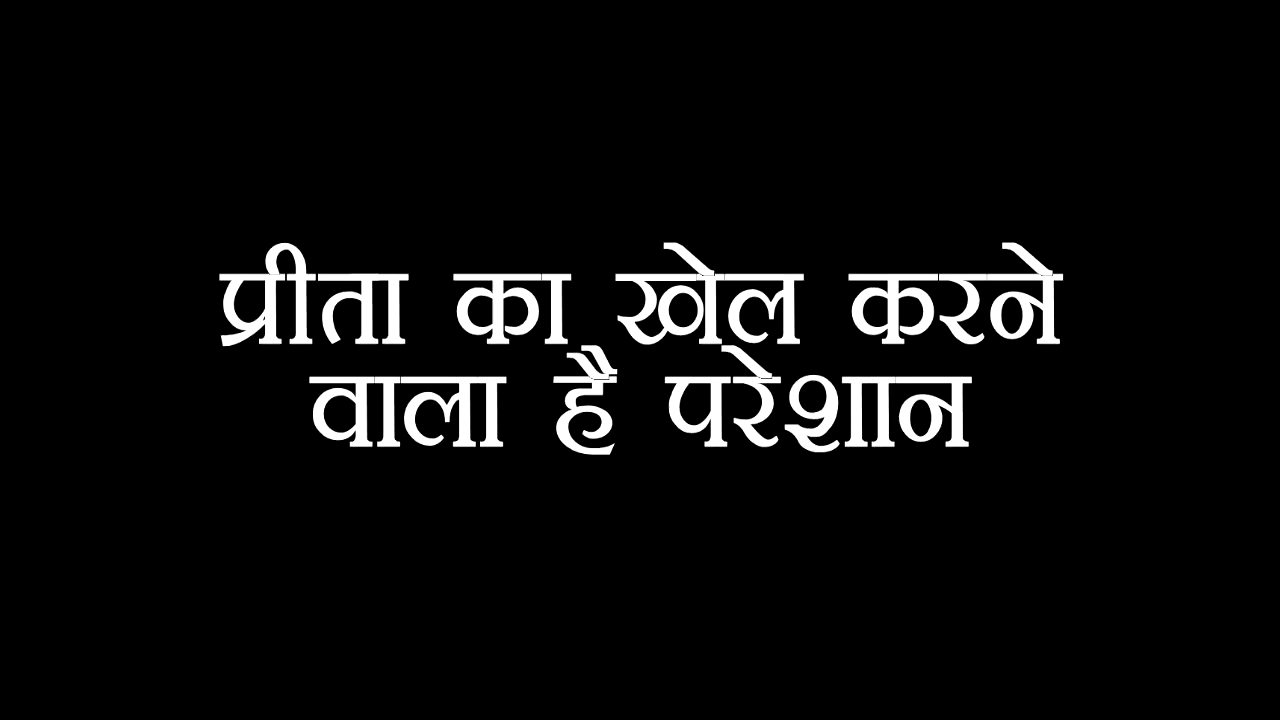 प्रीता का खेल करने
वाला है परेशान